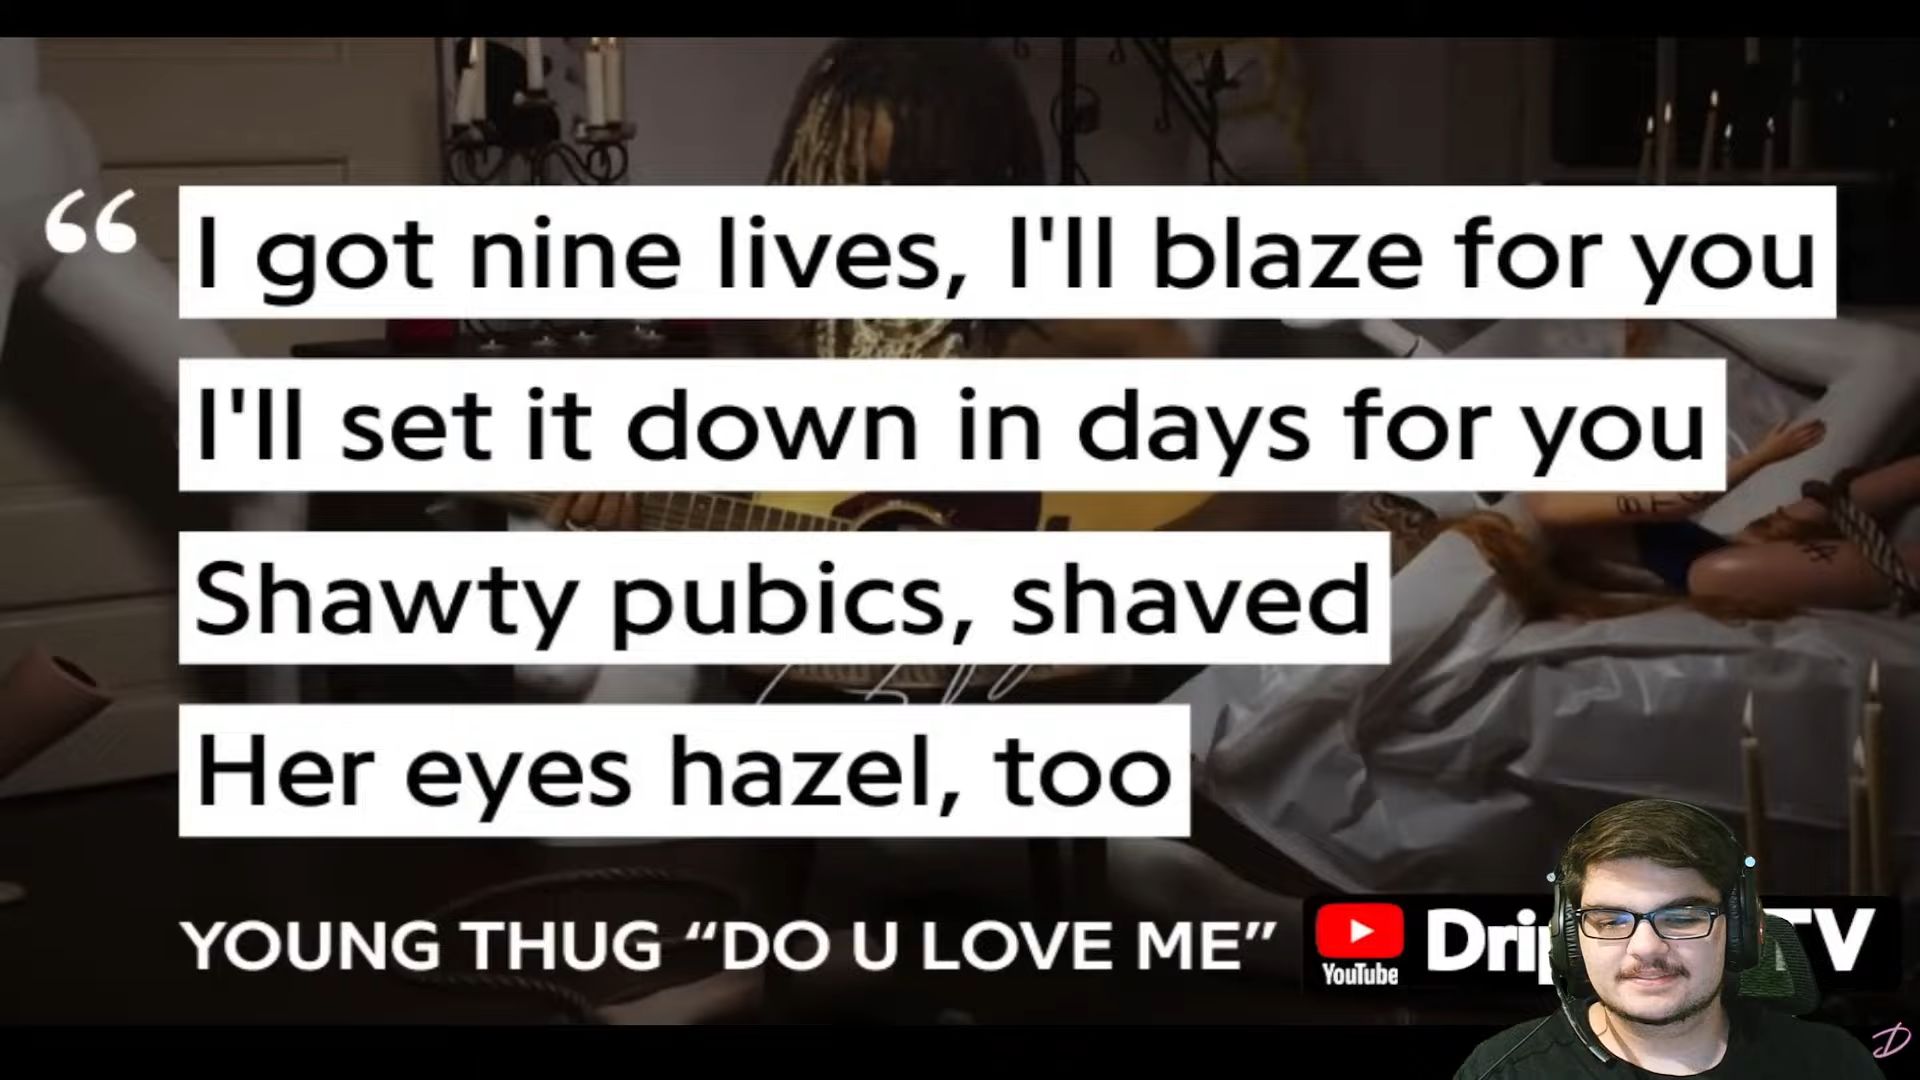 “ I got nine lives, I'll blaze for you
I'll set it down in days for you
Shawty pubics, shaved
Her eyes hazel, too
YOUNG THUG “DO U LOVE ME”
YouTube
TV
D